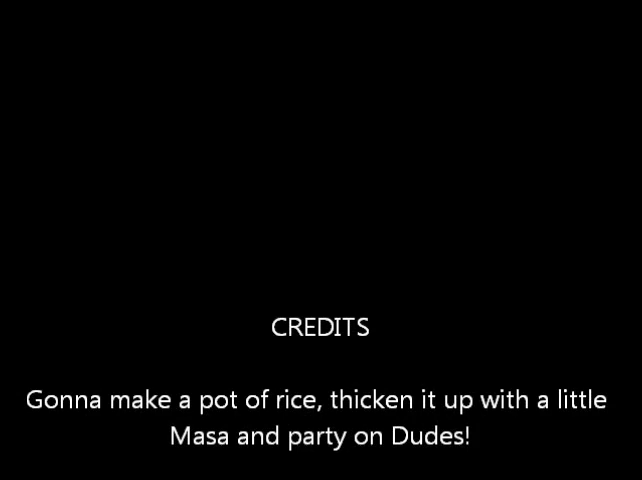 CREDITS
Gonna make a pot of rice, thicken it up with a little
Masa and party on Dudes!